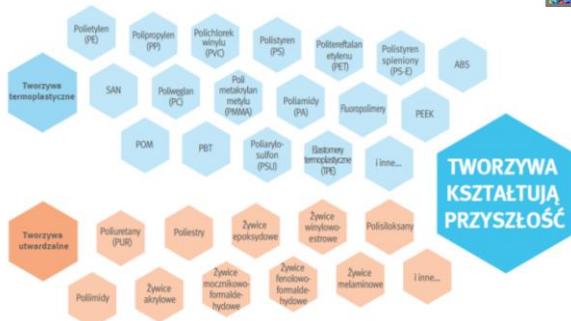 Polietylen
(PE)
Polipropylen
(PP)
Polichlorek
winylu
(PVC)
Polistyren
(PS)
Politereftalan
etylenu
(PET)
Polistyren
spieniony
(PS-E)
ABS
Tworzywa
termoplastyczne
SAN
Poliwęglan
(PC)
Poli
metakrylan
metylu
(PMMA)
Poliamidy
(PA)
Fluoropolimery
PEEK
POM
PBT
Poliarylo-
sulfon
(PSU)
Elastomery
termoplastyczne
(TPE)
i inne...
TWORZYWA
KSZTAŁTUJĄ
PRZYSZŁOŚĆ
Tworzywa
utwardzalne
Poliuretany
(PUR)
Poliestry
Żywice
epoksydowe
Żywice
winylowo-
estrowe
Polisiloksany
Poliimidy
Żywice
akrylowe
Żywice
mocznikowo-
formalde-
hydowe
Żywice
fenolowo-
formalde-
hydowe
Żywice
melaminowe
i inne...